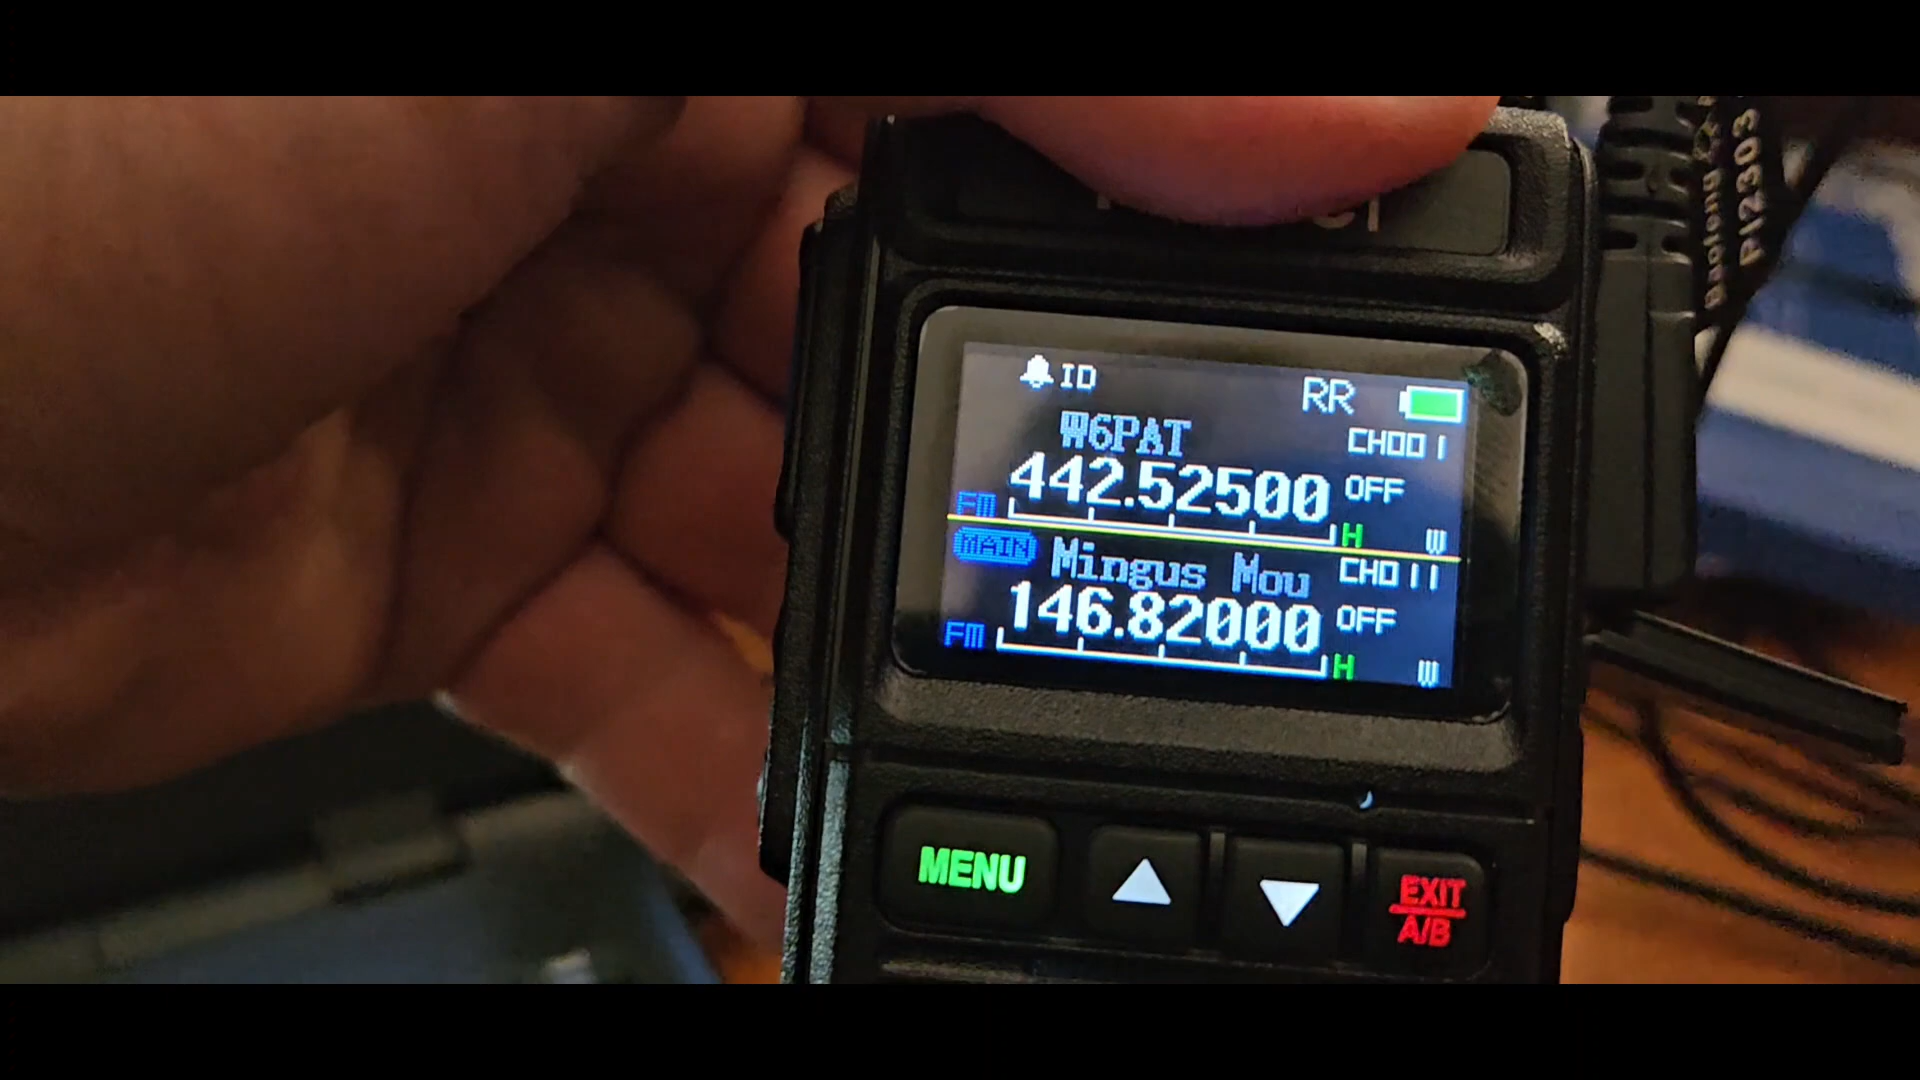 Baofeng
PI2303
ID
RR
W6PAT
CH001
442.52500
OFF
FM
H
W
MAIN
Mingus Mou
CH011
146.82000
OFF
FM
H
W
MENU
EXIT
A/B